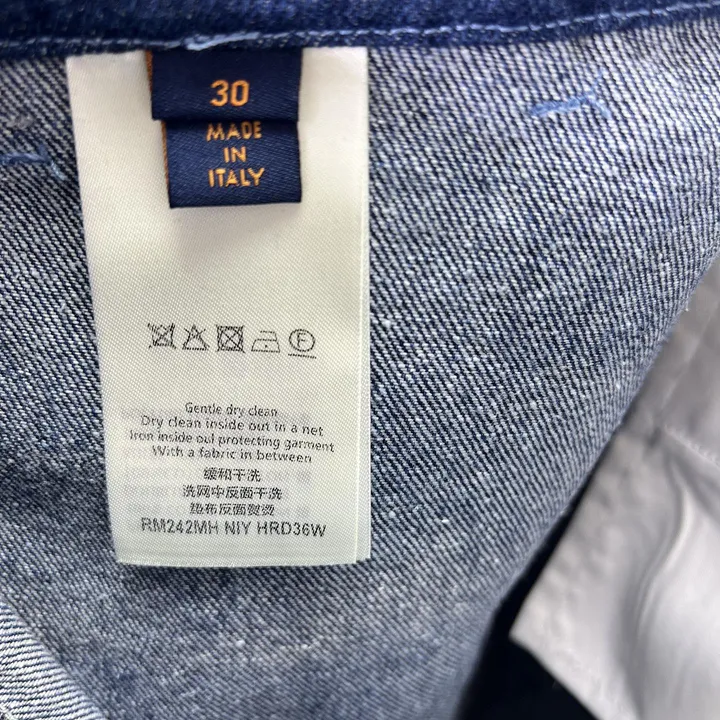 30
MADE
IN
ITALY
Gentle dry clean
Dry clean inside out in a net
Iron inside oul protecting garment
With a fabric in between
缓和干洗
洗网中反面干洗
垫布反面熨烫
RM242MH NIY HRD36W